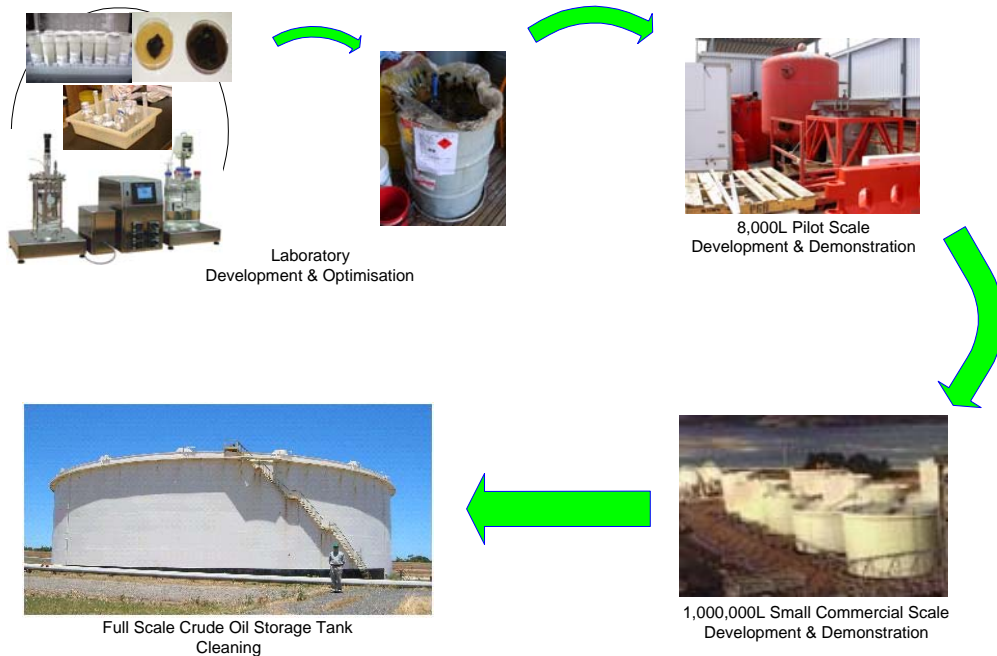 Laboratory
Development & Optimisation
8,000L Pilot Scale
Development & Demonstration
1,000,000L Small Commercial Scale
Development & Demonstration
Full Scale Crude Oil Storage Tank
Cleaning